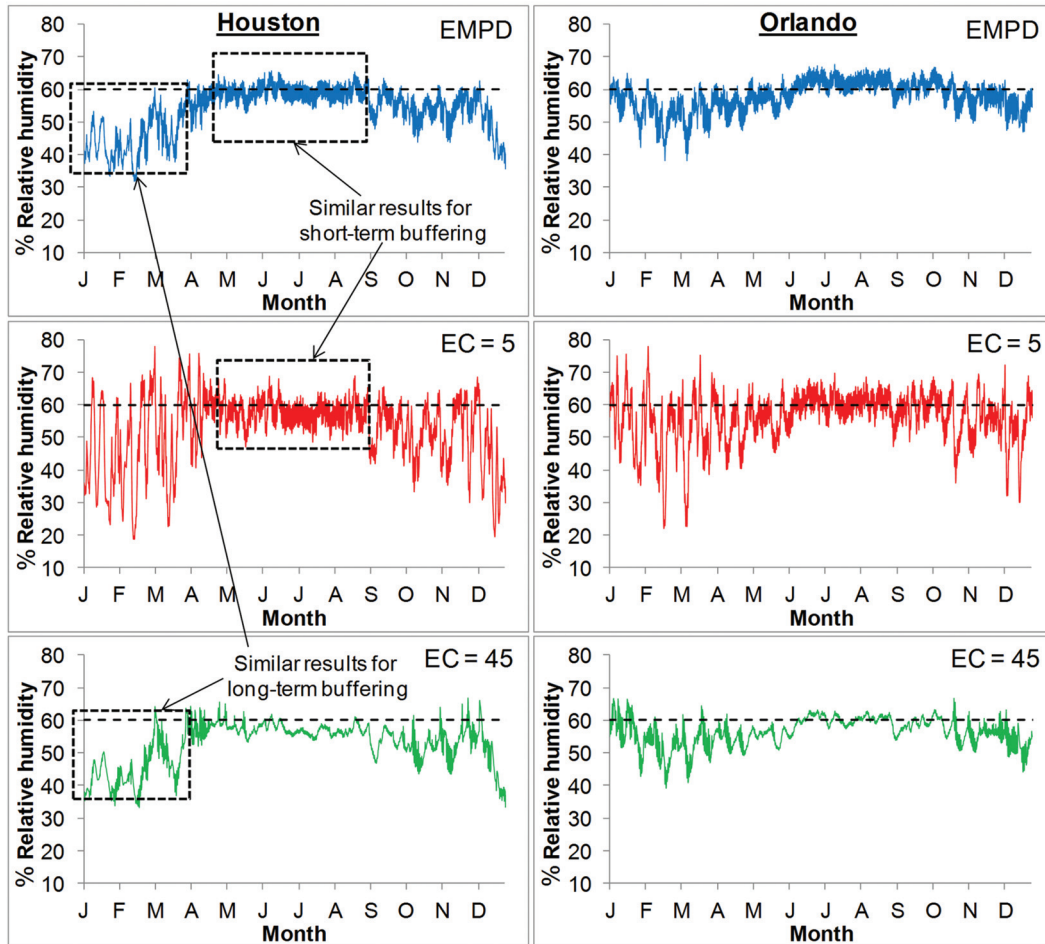 Houston
EMPD
% Relative humidity
80
70
60
50
40
30
20
10
J F M A M J J A S O N D
Month
Orlando
EMPD
% Relative humidity
80
70
60
50
40
30
20
10
J F M A M J J A S O N D
Month
Similar results for
short-term buffering
EC = 5
% Relative humidity
80
70
60
50
40
30
20
10
J F M A M J J A S O N D
Month
EC = 5
% Relative humidity
80
70
60
50
40
30
20
10
J F M A M J J A S O N D
Month
Similar results for
long-term buffering
EC = 45
% Relative humidity
80
70
60
50
40
30
20
10
J F M A M J J A S O N D
Month
EC = 45
% Relative humidity
80
70
60
50
40
30
20
10
J F M A M J J A S O N D
Month